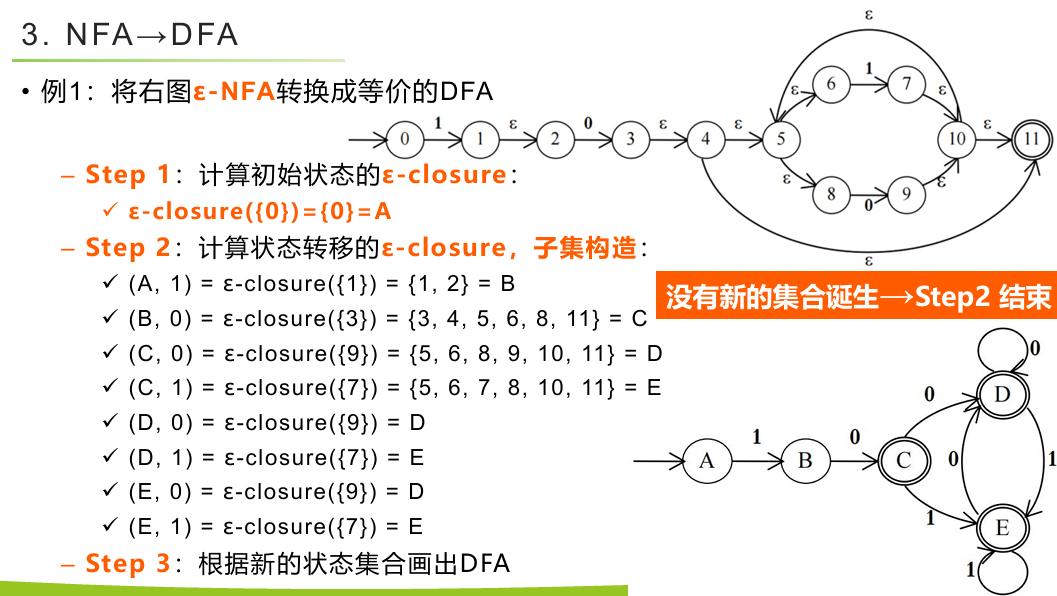 3. NFA→DFA
• 例1：将右图ε-NFA转换成等价的DFA
– Step 1：计算初始状态的ε-closure：
✓ ε-closure({0})={0}=A
– Step 2：计算状态转移的ε-closure，子集构造：
✓ (A, 1) = ε-closure({1}) = {1, 2} = B
✓ (B, 0) = ε-closure({3}) = {3, 4, 5, 6, 8, 11} = C
✓ (C, 0) = ε-closure({9}) = {5, 6, 8, 9, 10, 11} = D
✓ (C, 1) = ε-closure({7}) = {5, 6, 7, 8, 10, 11} = E
✓ (D, 0) = ε-closure({9}) = D
✓ (D, 1) = ε-closure({7}) = E
✓ (E, 0) = ε-closure({9}) = D
✓ (E, 1) = ε-closure({7}) = E
– Step 3：根据新的状态集合画出DFA
ε
6 1 7
ε ε
0 1 1 ε 2 0 3 ε 4 ε 5 10 ε 11
ε ε
8 0 9
ε
没有新的集合诞生→Step2 结束
0
D
0
A 1 B 0 C 0 1
1
E
1